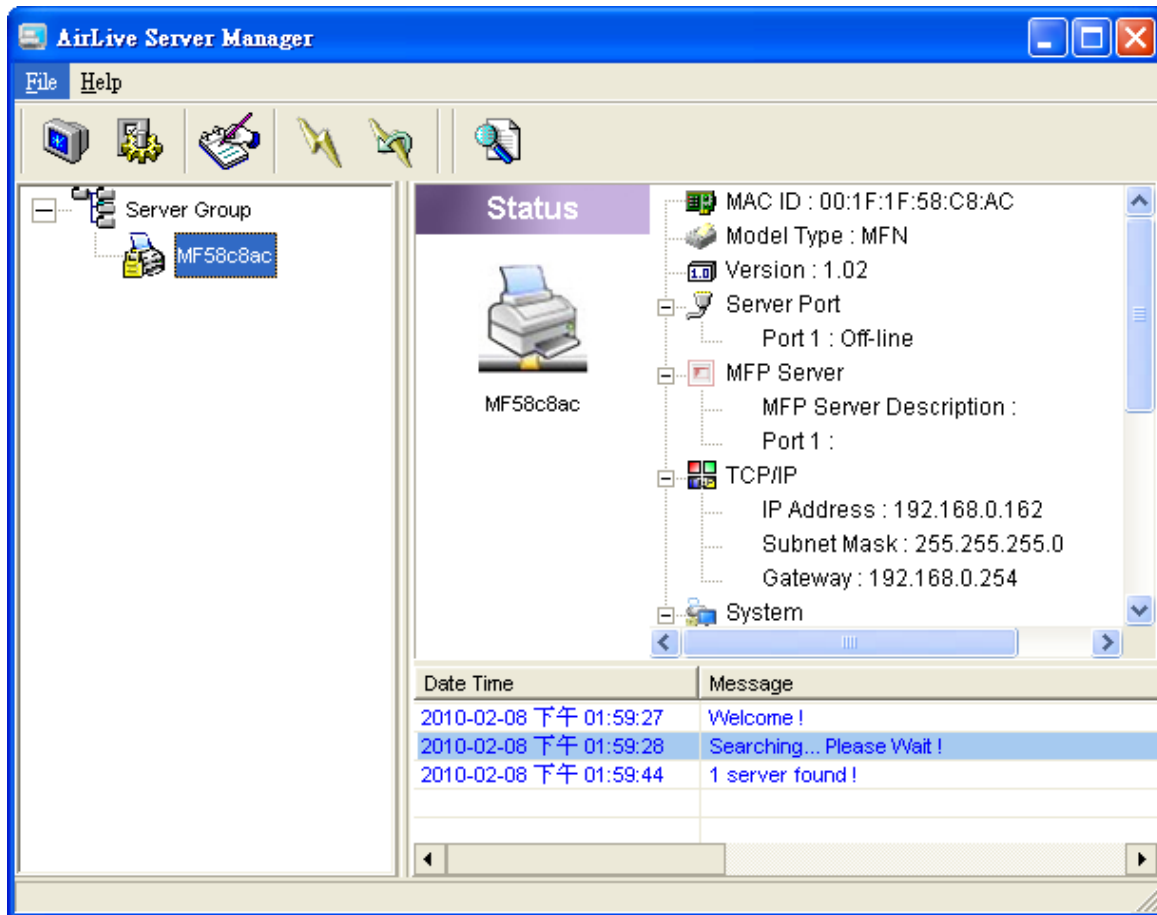 AirLive Server Manager
File Help
Server Group
MF58c8ac
Status
MF58c8ac
MAC ID : 00:1F:1F:58:C8:AC
Model Type : MFN
1.0 Version : 1.02
Server Port
Port 1 : Off-line
MFP Server
MFP Server Description :
Port 1 :
TCP/IP
IP Address : 192.168.0.162
Subnet Mask : 255.255.255.0
Gateway : 192.168.0.254
System
Date Time Message
2010-02-08 下午 01:59:27 Welcome !
2010-02-08 下午 01:59:28 Searching... Please Wait !
2010-02-08 下午 01:59:44 1 server found !